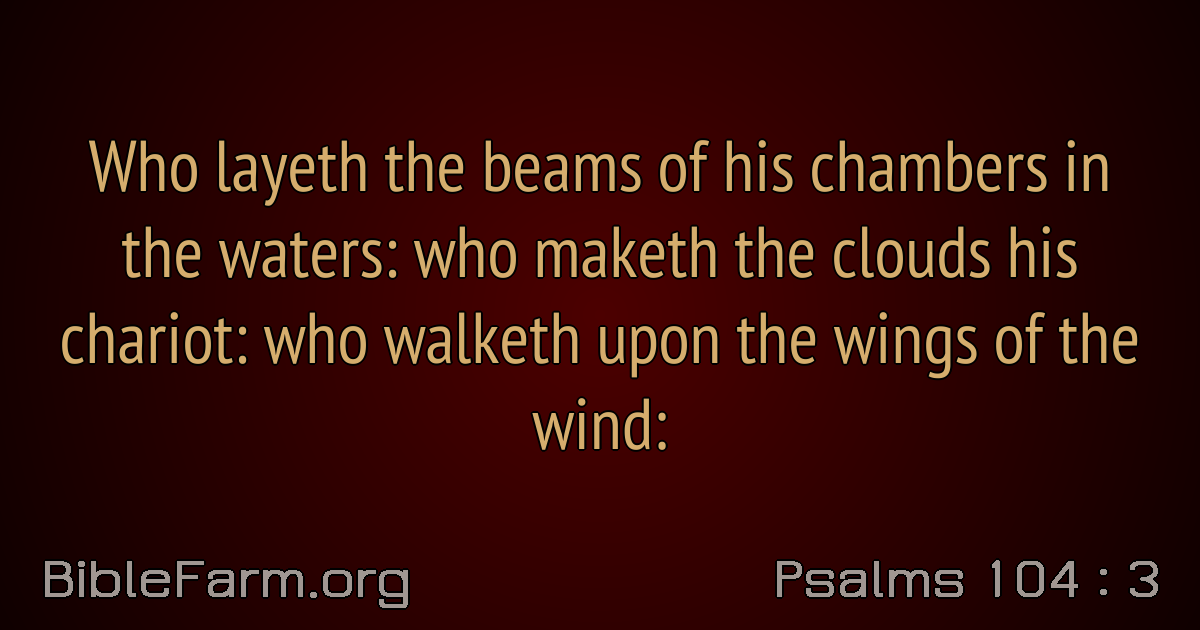 Who layeth the beams of his chambers in
the waters: who maketh the clouds his
chariot: who walketh upon the wings of the
wind:
BibleFarm.org
Psalms 104 : 3